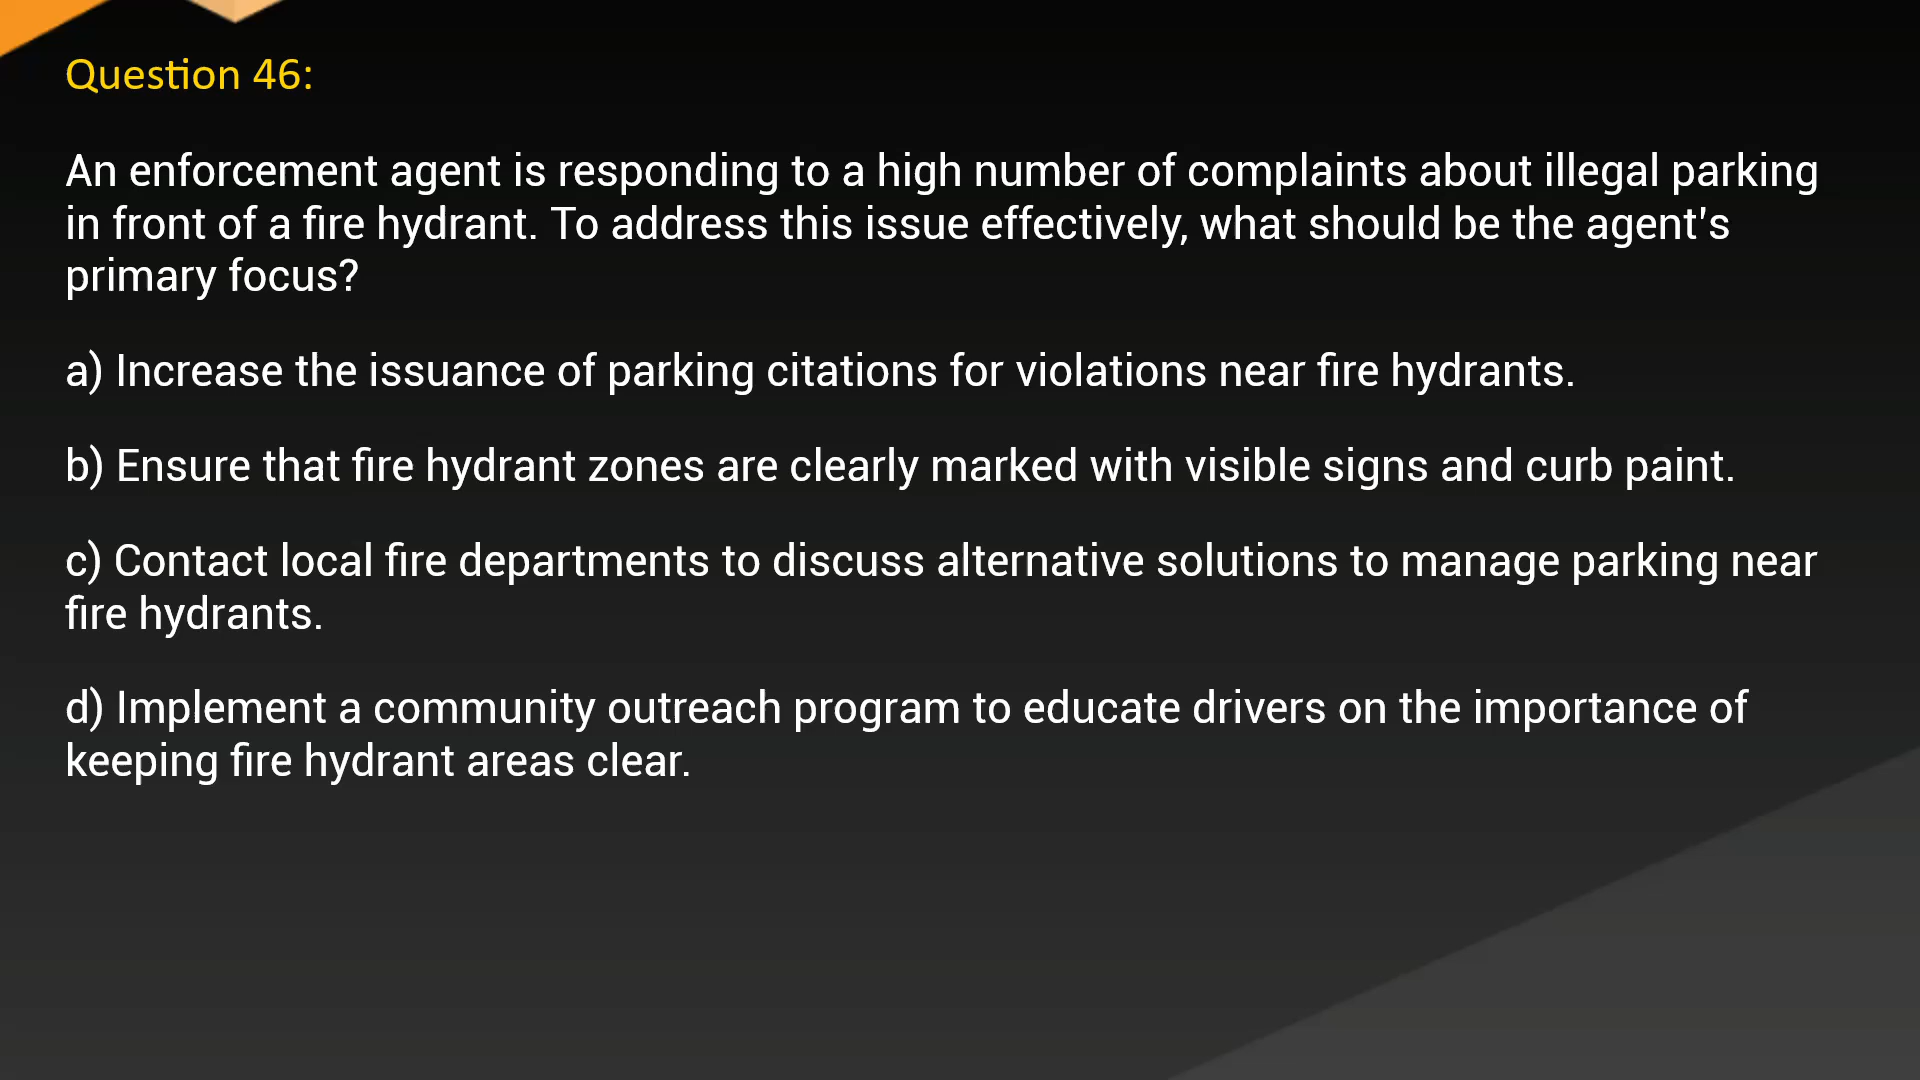 Question 46:
An enforcement agent is responding to a high number of complaints about illegal parking
in front of a fire hydrant. To address this issue effectively, what should be the agent's
primary focus?
a) Increase the issuance of parking citations for violations near fire hydrants.
b) Ensure that fire hydrant zones are clearly marked with visible signs and curb paint.
c) Contact local fire departments to discuss alternative solutions to manage parking near
fire hydrants.
d) Implement a community outreach program to educate drivers on the importance of
keeping fire hydrant areas clear.